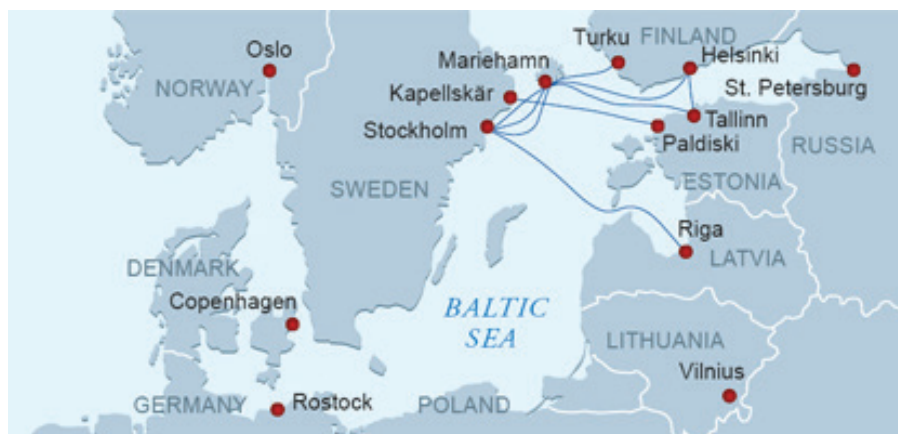 Oslo
Turku
FINLAND
Mariehamn
Helsinki
NORWAY
Kapellskär
St. Petersburg
Stockholm
Tallinn
Paldiski
RUSSIA
SWEDEN
ESTONIA
Riga
LATVIA
DENMARK
Copenhagen
BALTIC
SEA
LITHUANIA
Vilnius
GERMANY
Rostock
POLAND